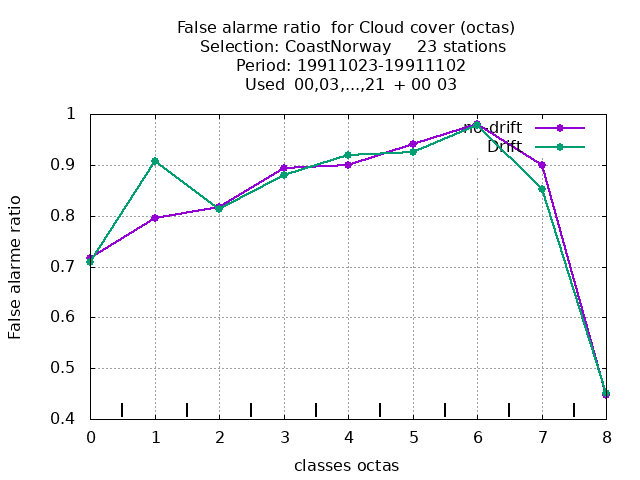 False alarme ratio  for Cloud cover (octas)
Selection: CoastNorway     23 stations
Period: 19911023-19911102
Used  00,03,...,21  + 00 03
no drift
Drift
1
0.9
0.8
0.7
0.6
0.5
0.4
False alarme ratio
0 1 2 3 4 5 6 7 8
classes octas